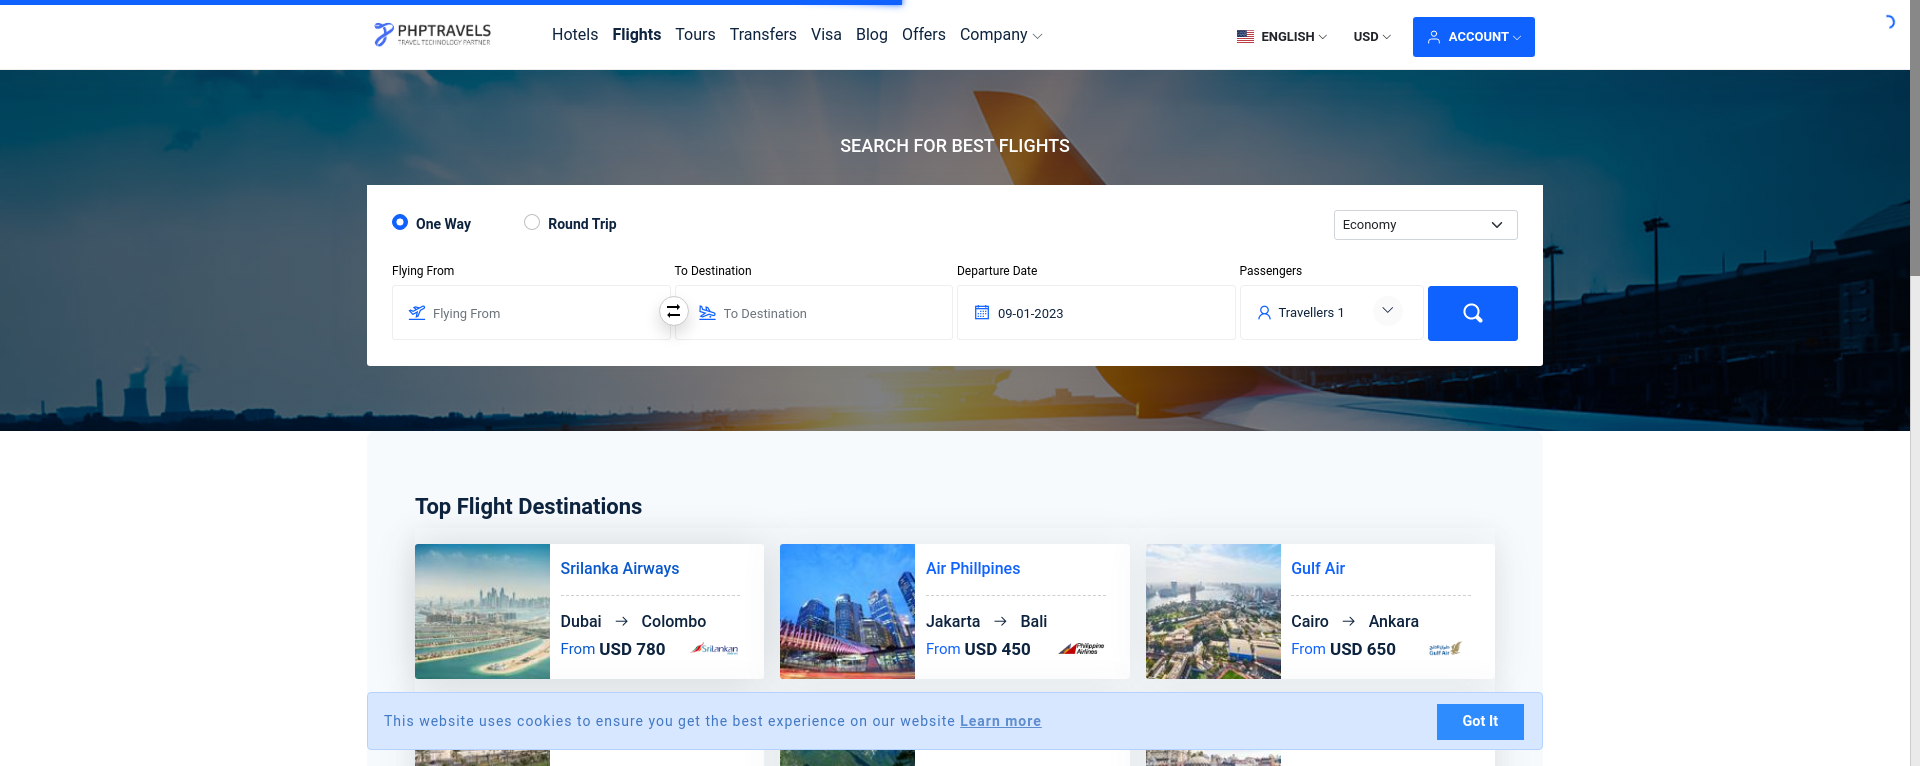 PHPTRAVELS
TRAVEL TECHNOLOGY PARTNER
Hotels Flights Tours Transfers Visa Blog Offers Company
ENGLISH USD ACCOUNT
SEARCH FOR BEST FLIGHTS
One Way Round Trip Economy
Flying From To Destination Departure Date Passengers
Flying From To Destination 09-01-2023 Travellers 1
Top Flight Destinations
Srilanka Airways
Dubai → Colombo
From USD 780
Srilankan
Air Phillpines
Jakarta → Bali
From USD 450
Philippine
Airlines
Gulf Air
Cairo → Ankara
From USD 650
GULF AIR
This website uses cookies to ensure you get the best experience on our website Learn more
Got It